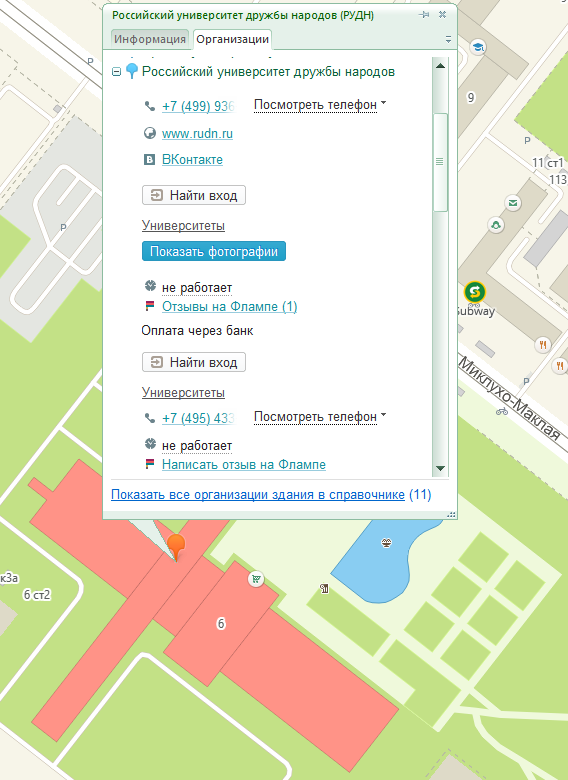 Российский университет дружбы народов (РУДН)
Информация
Организации
Российский университет дружбы народов
+7 (499) 936
Посмотреть телефон
www.rudn.ru
ВКонтакте
Найти вход
Университеты
Показать фотографии
не работает
Отзывы на Флампе (1)
Оплата через банк
Найти вход
Университеты
+7 (495) 433
Посмотреть телефон
не работает
Написать отзыв на Флампе
Показать все организации здания в справочнике (11)
9
P
11 ст1
113
P
P
Subway
P
Миклухо-Маклая
к3а
6 ст2
6